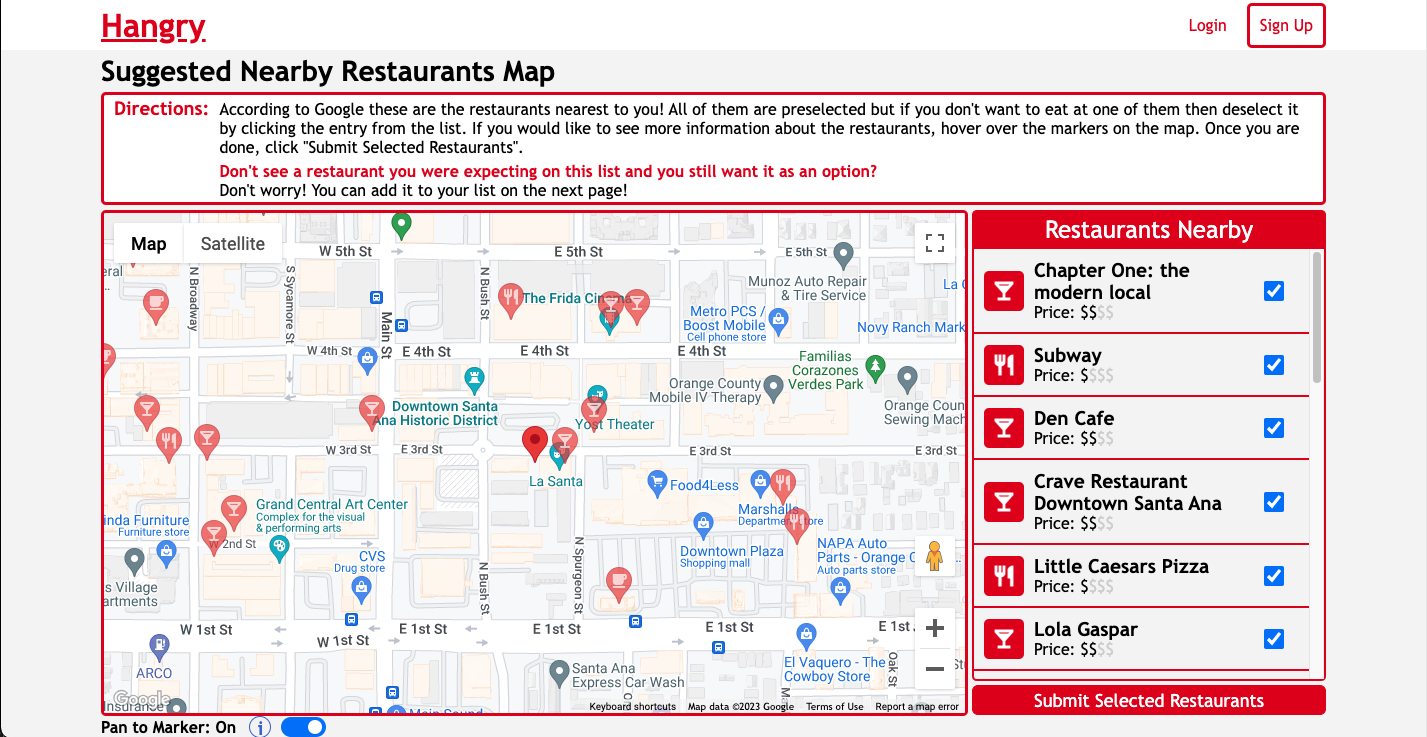 Hangry
Login
Sign Up
Suggested Nearby Restaurants Map
Directions:
According to Google these are the restaurants nearest to you! All of them are preselected but if you don't want to eat at one of them then deselect it
by clicking the entry from the list. If you would like to see more information about the restaurants, hover over the markers on the map. Once you are
done, click "Submit Selected Restaurants".
Don't see a restaurant you were expecting on this list and you still want it as an option?
Don't worry! You can add it to your list on the next page!
Map
Satellite
W 5th St
E 5th St
E 5th St
N Broadway
S Sycamore St
Main St
N Bush St
The Frida Cinema
Munoz Auto Repair
& Tire Service
Metro PCS /
Boost Mobile
Cell phone store
Novy Ranch Mark
W 4th St
E 4th St
E 4th St
E 4th St
Familias
Corazones
Verdes Park
Orange County
Mobile IV Therapy
Orange Coun
Sewing Mach
Downtown Santa
Ana Historic District
Yost Theater
W 3rd St
E 3rd St
E 3rd St
E 3rd St
La Santa
Food4Less
Marshalls
Department store
Grand Central Art Center
Complex for the visual
& performing arts
inda Furniture
Furniture store
W 2nd St
CVS
Drug store
Downtown Plaza
Shopping mall
NAPA Auto
Parts - Orange C
Auto parts store
s Village
artments
N Bush St
N Spurgeon St
W 1st St
W 1st St
E 1st St
E 1st St
E 1st St
E 1st
ARCO
El Vaquero - The
Cowboy Store
Oak St
Santa Ana
Express Car Wash
Insurance
Google
Main Sound
Keyboard shortcuts
Map data ©2023 Google
Terms of Use
Report a map error
Pan to Marker: On
i
Restaurants Nearby
Chapter One: the
modern local
Price: $$$$
Subway
Price: $$$$
Den Cafe
Price: $$$$
Crave Restaurant
Downtown Santa Ana
Price: $$$$
Little Caesars Pizza
Price: $$$$
Lola Gaspar
Price: $$$$
Submit Selected Restaurants